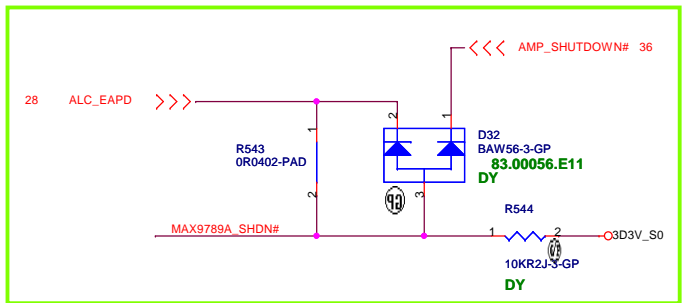 AMP_SHUTDOWN# 36
28 ALC_EAPD
2
1
1
D32
BAW56-3-GP
83.00056.E11
DY
R543
0R0402-PAD
GP
2
3
R544
MAX9789A_SHDN#
1
2
3D3V_S0
10KR2J-3-GP
DY